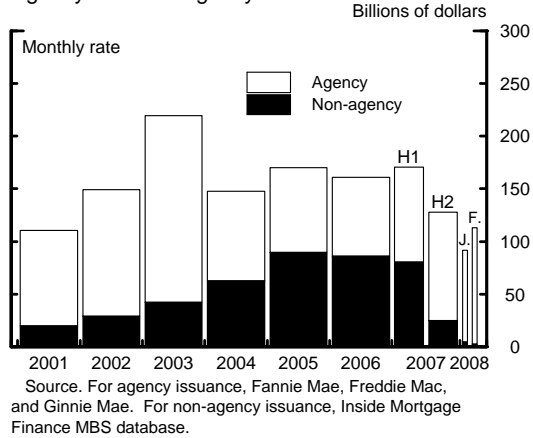 Billions of dollars
Monthly rate
Agency
Non-agency
300
250
200
150
100
50
0
H1
H2
J.
F.
2001 2002 2003 2004 2005 2006 2007 2008
Source. For agency issuance, Fannie Mae, Freddie Mac,
and Ginnie Mae. For non-agency issuance, Inside Mortgage
Finance MBS database.